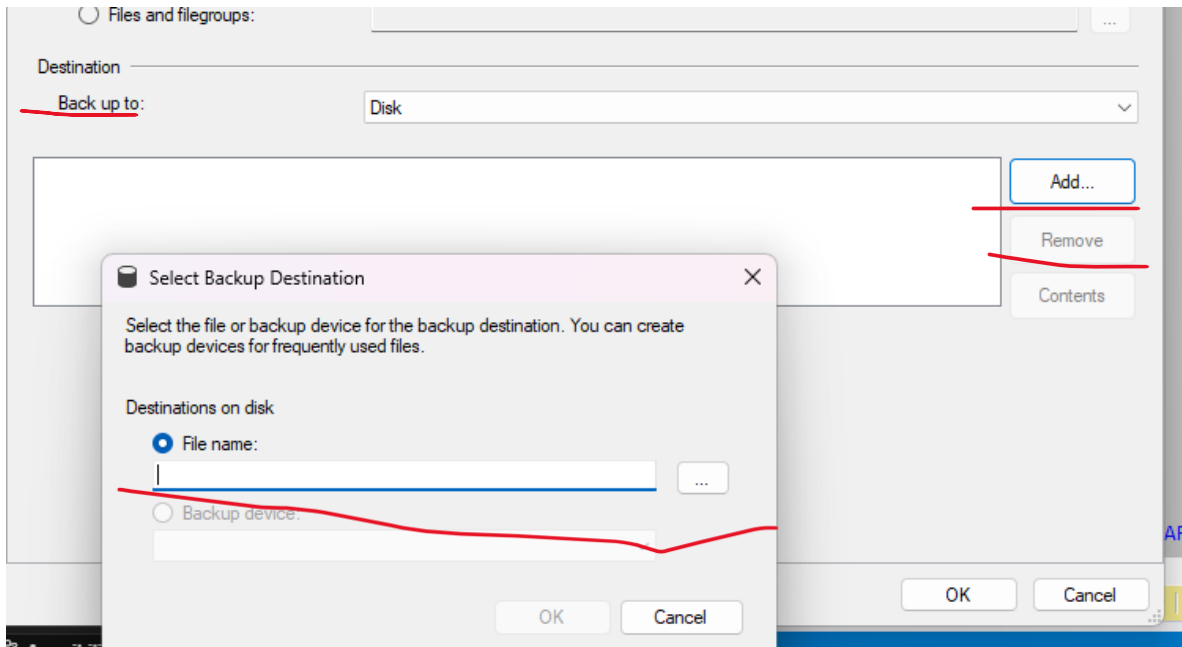 Files and filegroups:
...
Destination
Back up to:
Disk
Add...
Remove
Contents
Select Backup Destination
Select the file or backup device for the backup destination. You can create
backup devices for frequently used files.
Destinations on disk
File name:
...
Backup device:
OK
Cancel
OK
Cancel